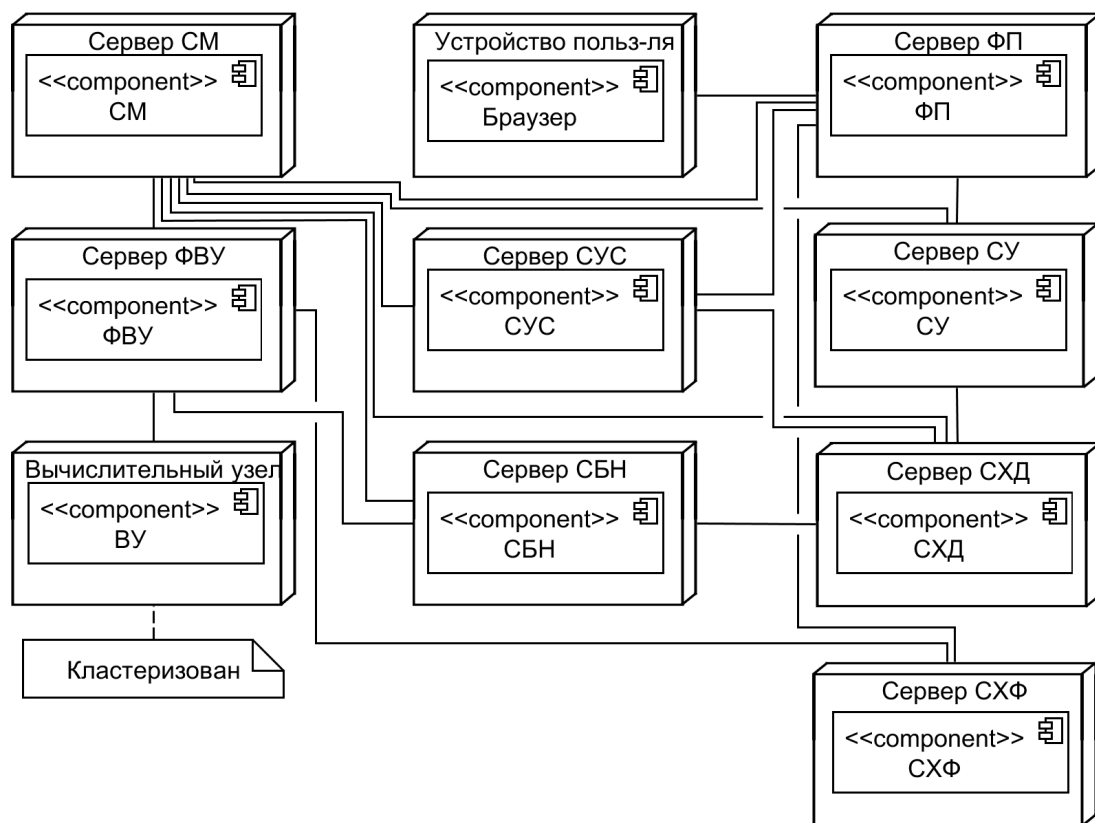 Сервер СМ
<<component>>
СМ
Устройство польз-ля
<<component>>
Браузер
Сервер ФП
<<component>>
ФП
Сервер ФВУ
<<component>>
ФВУ
Сервер СУС
<<component>>
СУС
Сервер СУ
<<component>>
СУ
Вычислительный узел
<<component>>
ВУ
Сервер СБН
<<component>>
СБН
Сервер СХД
<<component>>
СХД
Кластеризован
Сервер СХФ
<<component>>
СХФ